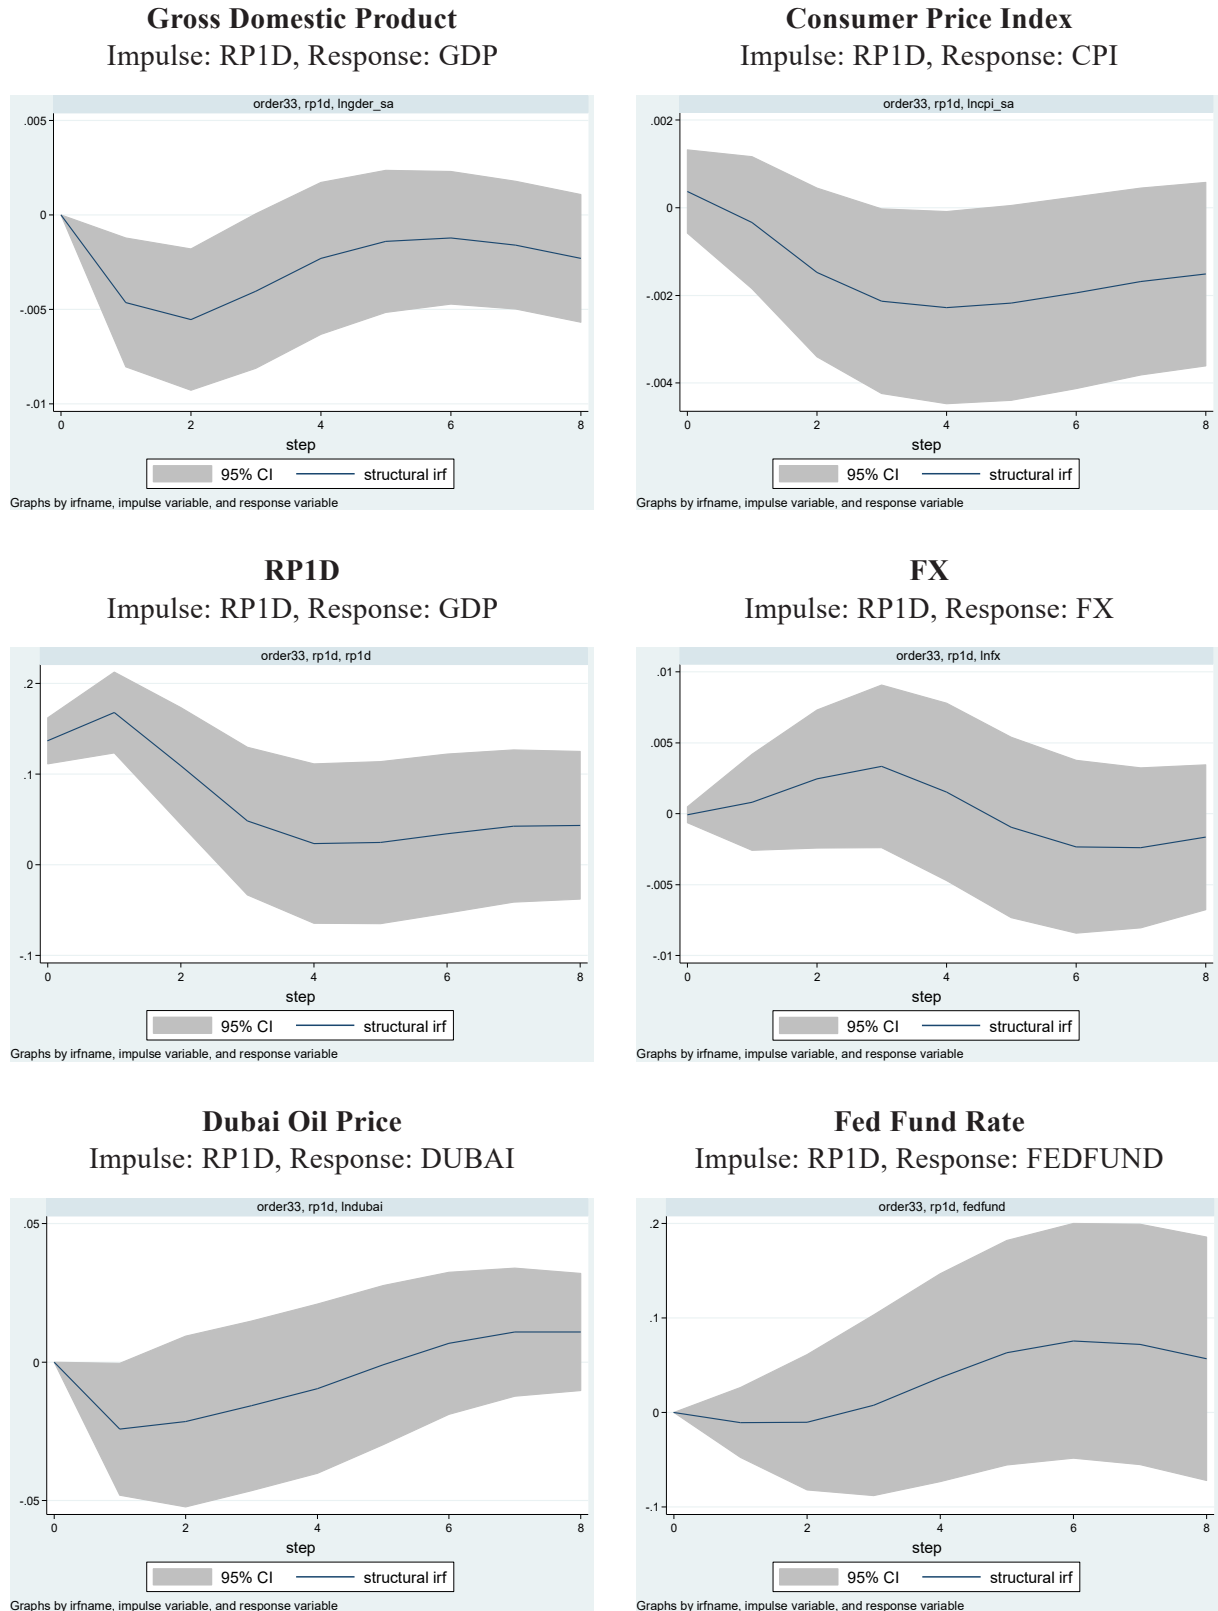 Gross Domestic Product
Impulse: RP1D, Response: GDP
order33, rp1d, lngder_sa
.005
0
-.005
-.01
0 2 4 6 8
step
95% CI structural irf
Graphs by irfname, impulse variable, and response variable
Consumer Price Index
Impulse: RP1D, Response: CPI
order33, rp1d, lncpi_sa
.002
0
-.002
-.004
0 2 4 6 8
step
95% CI structural irf
Graphs by irfname, impulse variable, and response variable
RP1D
Impulse: RP1D, Response: GDP
order33, rp1d, rp1d
.2
.1
0
-.1
0 2 4 6 8
step
95% CI structural irf
Graphs by irfname, impulse variable, and response variable
FX
Impulse: RP1D, Response: FX
order33, rp1d, lnfx
.01
.005
0
-.005
-.01
0 2 4 6 8
step
95% CI structural irf
Graphs by irfname, impulse variable, and response variable
Dubai Oil Price
Impulse: RP1D, Response: DUBAI
order33, rp1d, lndubai
.05
0
-.05
0 2 4 6 8
step
95% CI structural irf
Graphs by irfname, impulse variable, and response variable
Fed Fund Rate
Impulse: RP1D, Response: FEDFUND
order33, rp1d, fedfund
.2
.1
0
-.1
0 2 4 6 8
step
95% CI structural irf
Graphs by irfname, impulse variable, and response variable